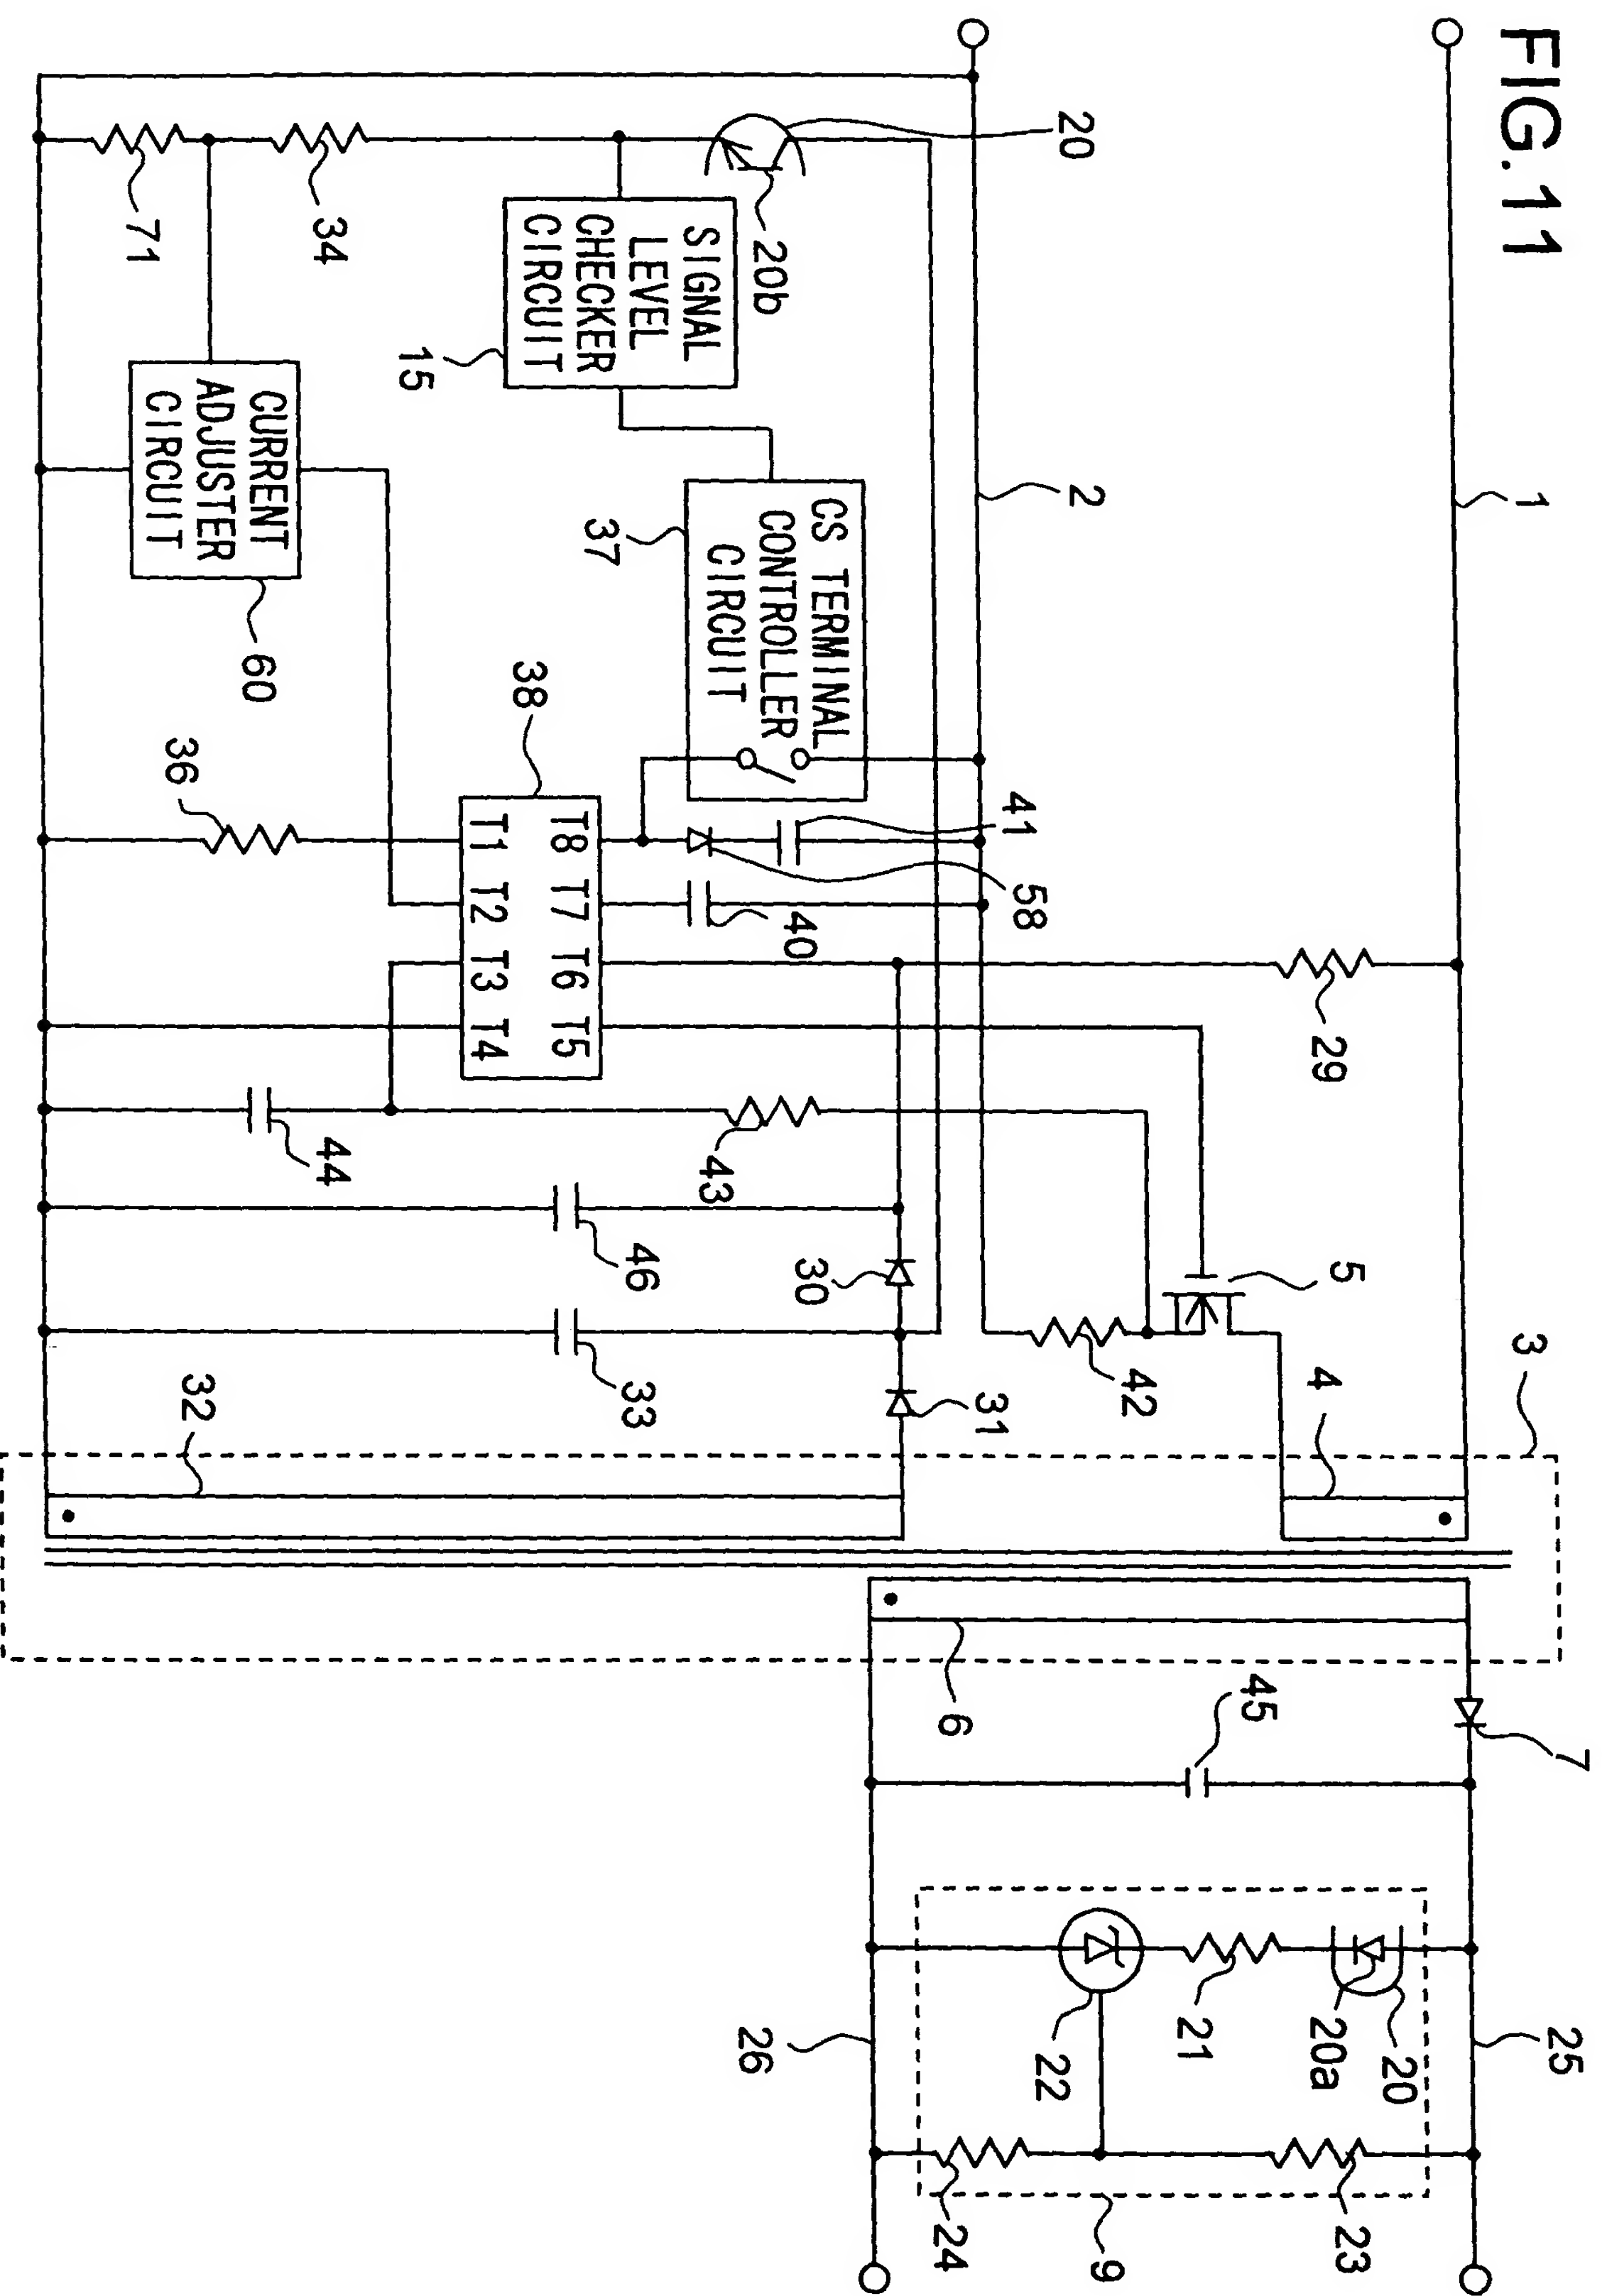 FIG. 11
1
2
3
4
5
6
7
9
20
20b
SIGNAL
LEVEL
CHECKER
CIRCUIT
15
CS TERMINAL
CONTROLLER
CIRCUIT
37
CURRENT
ADJUSTER
CIRCUIT
60
71
34
36
38
T8 T7 T6 T5
T1 T2 T3 T4
41
58
40
29
42
43
44
46
30
33
31
32
45
25
26
20
20a
21
22
23
24